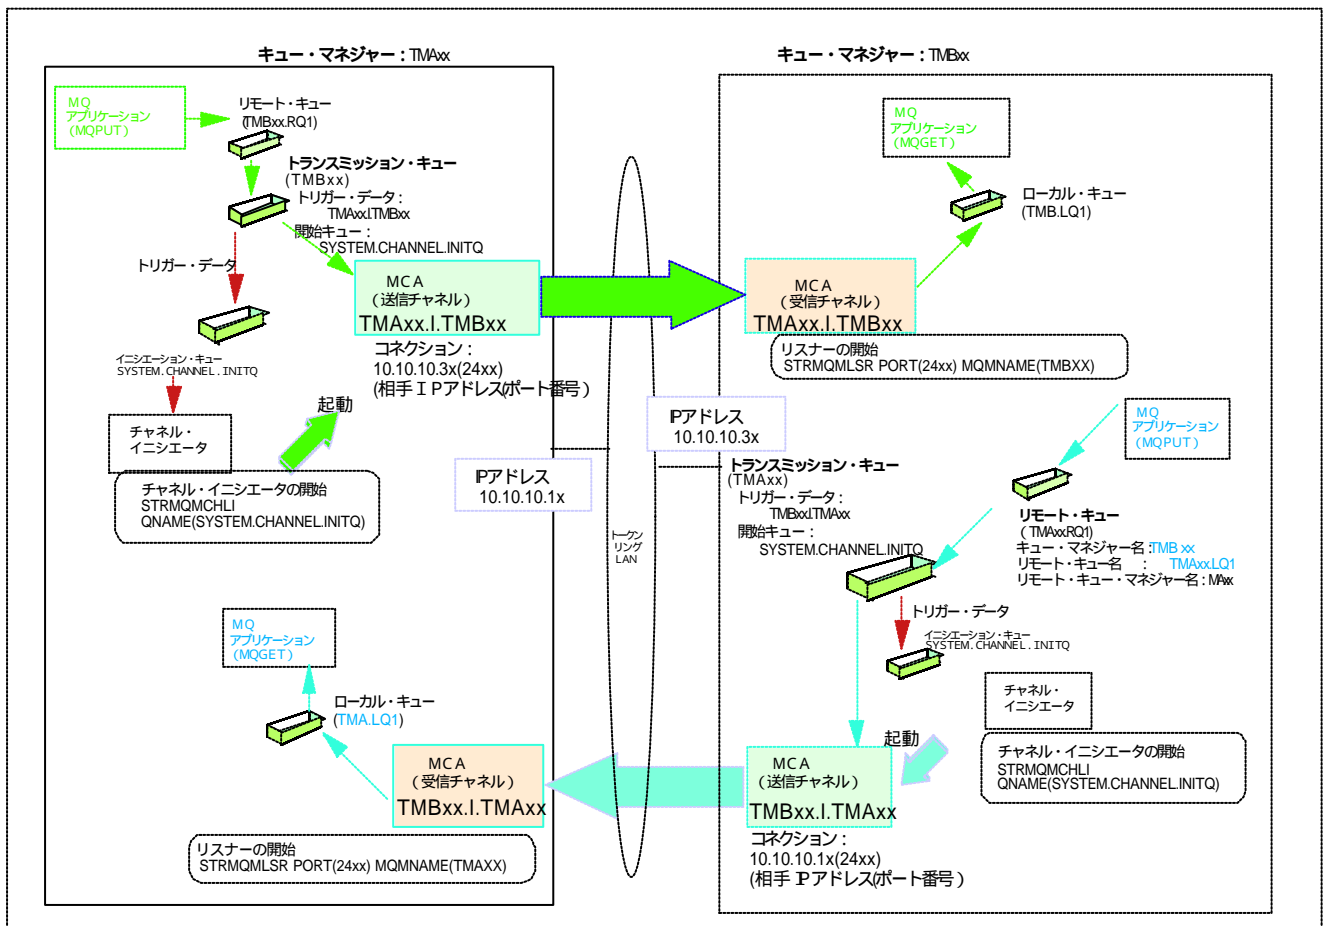 キュー・マネジャー：TMAxx
MQ
アプリケーション
(MQPUT)
リモート・キュー
(TMBxx.RQ1)
トランスミッション・キュー
(TMBxx)
トリガー・データ：
TMAxx.I.TMBxx
開始キュー：
SYSTEM.CHANNEL.INITQ
トリガー・データ
MCA
(送信チャネル)
TMAxx.I.TMBxx
コネクション：
10.10.10.3x(24xx)
(相手ＩＰアドレス(ポート番号)
イニシエーション・キュー
SYSTEM.CHANNEL.INITQ
起動
チャネル・
イニシエータ
チャネル・イニシエータの開始
STRMQMCHLI
QNAME(SYSTEM.CHANNEL.INITQ)
IPアドレス
10.10.10.1x
MQ
アプリケーション
(MQGET)
ローカル・キュー
(TMA.LQ1)
MCA
(受信チャネル)
TMBxx.I.TMAxx
リスナーの開始
STRMQMLSR PORT(24xx) MQMNAME(TMAXX)
トークン
リング
LAN
キュー・マネジャー：TMBxx
MQ
アプリケーション
(MQGET)
ローカル・キュー
(TMB.LQ1)
MCA
(受信チャネル)
TMAxx.I.TMBxx
リスナーの開始
STRMQMLSR PORT(24xx) MQMNAME(TMBXX)
IPアドレス
10.10.10.3x
MQ
アプリケーション
(MQPUT)
トランスミッション・キュー
(TMAxx)
トリガー・データ：
TMBxx.I.TMAxx
開始キュー：
SYSTEM.CHANNEL.INITQ
リモート・キュー
(TMAxx.RQ1)
キュー・マネジャー名：TMBxx
リモート・キュー名　：　TMAxx.LQ1
リモート・キュー・マネジャー名：MAxx
トリガー・データ
イニシエーション・キュー
SYSTEM.CHANNEL.INITQ
チャネル・
イニシエータ
起動
チャネル・イニシエータの開始
STRMQMCHLI
QNAME(SYSTEM.CHANNEL.INITQ)
MCA
(送信チャネル)
TMBxx.I.TMAxx
コネクション：
10.10.10.1x(24xx)
(相手IPアドレス(ポート番号)